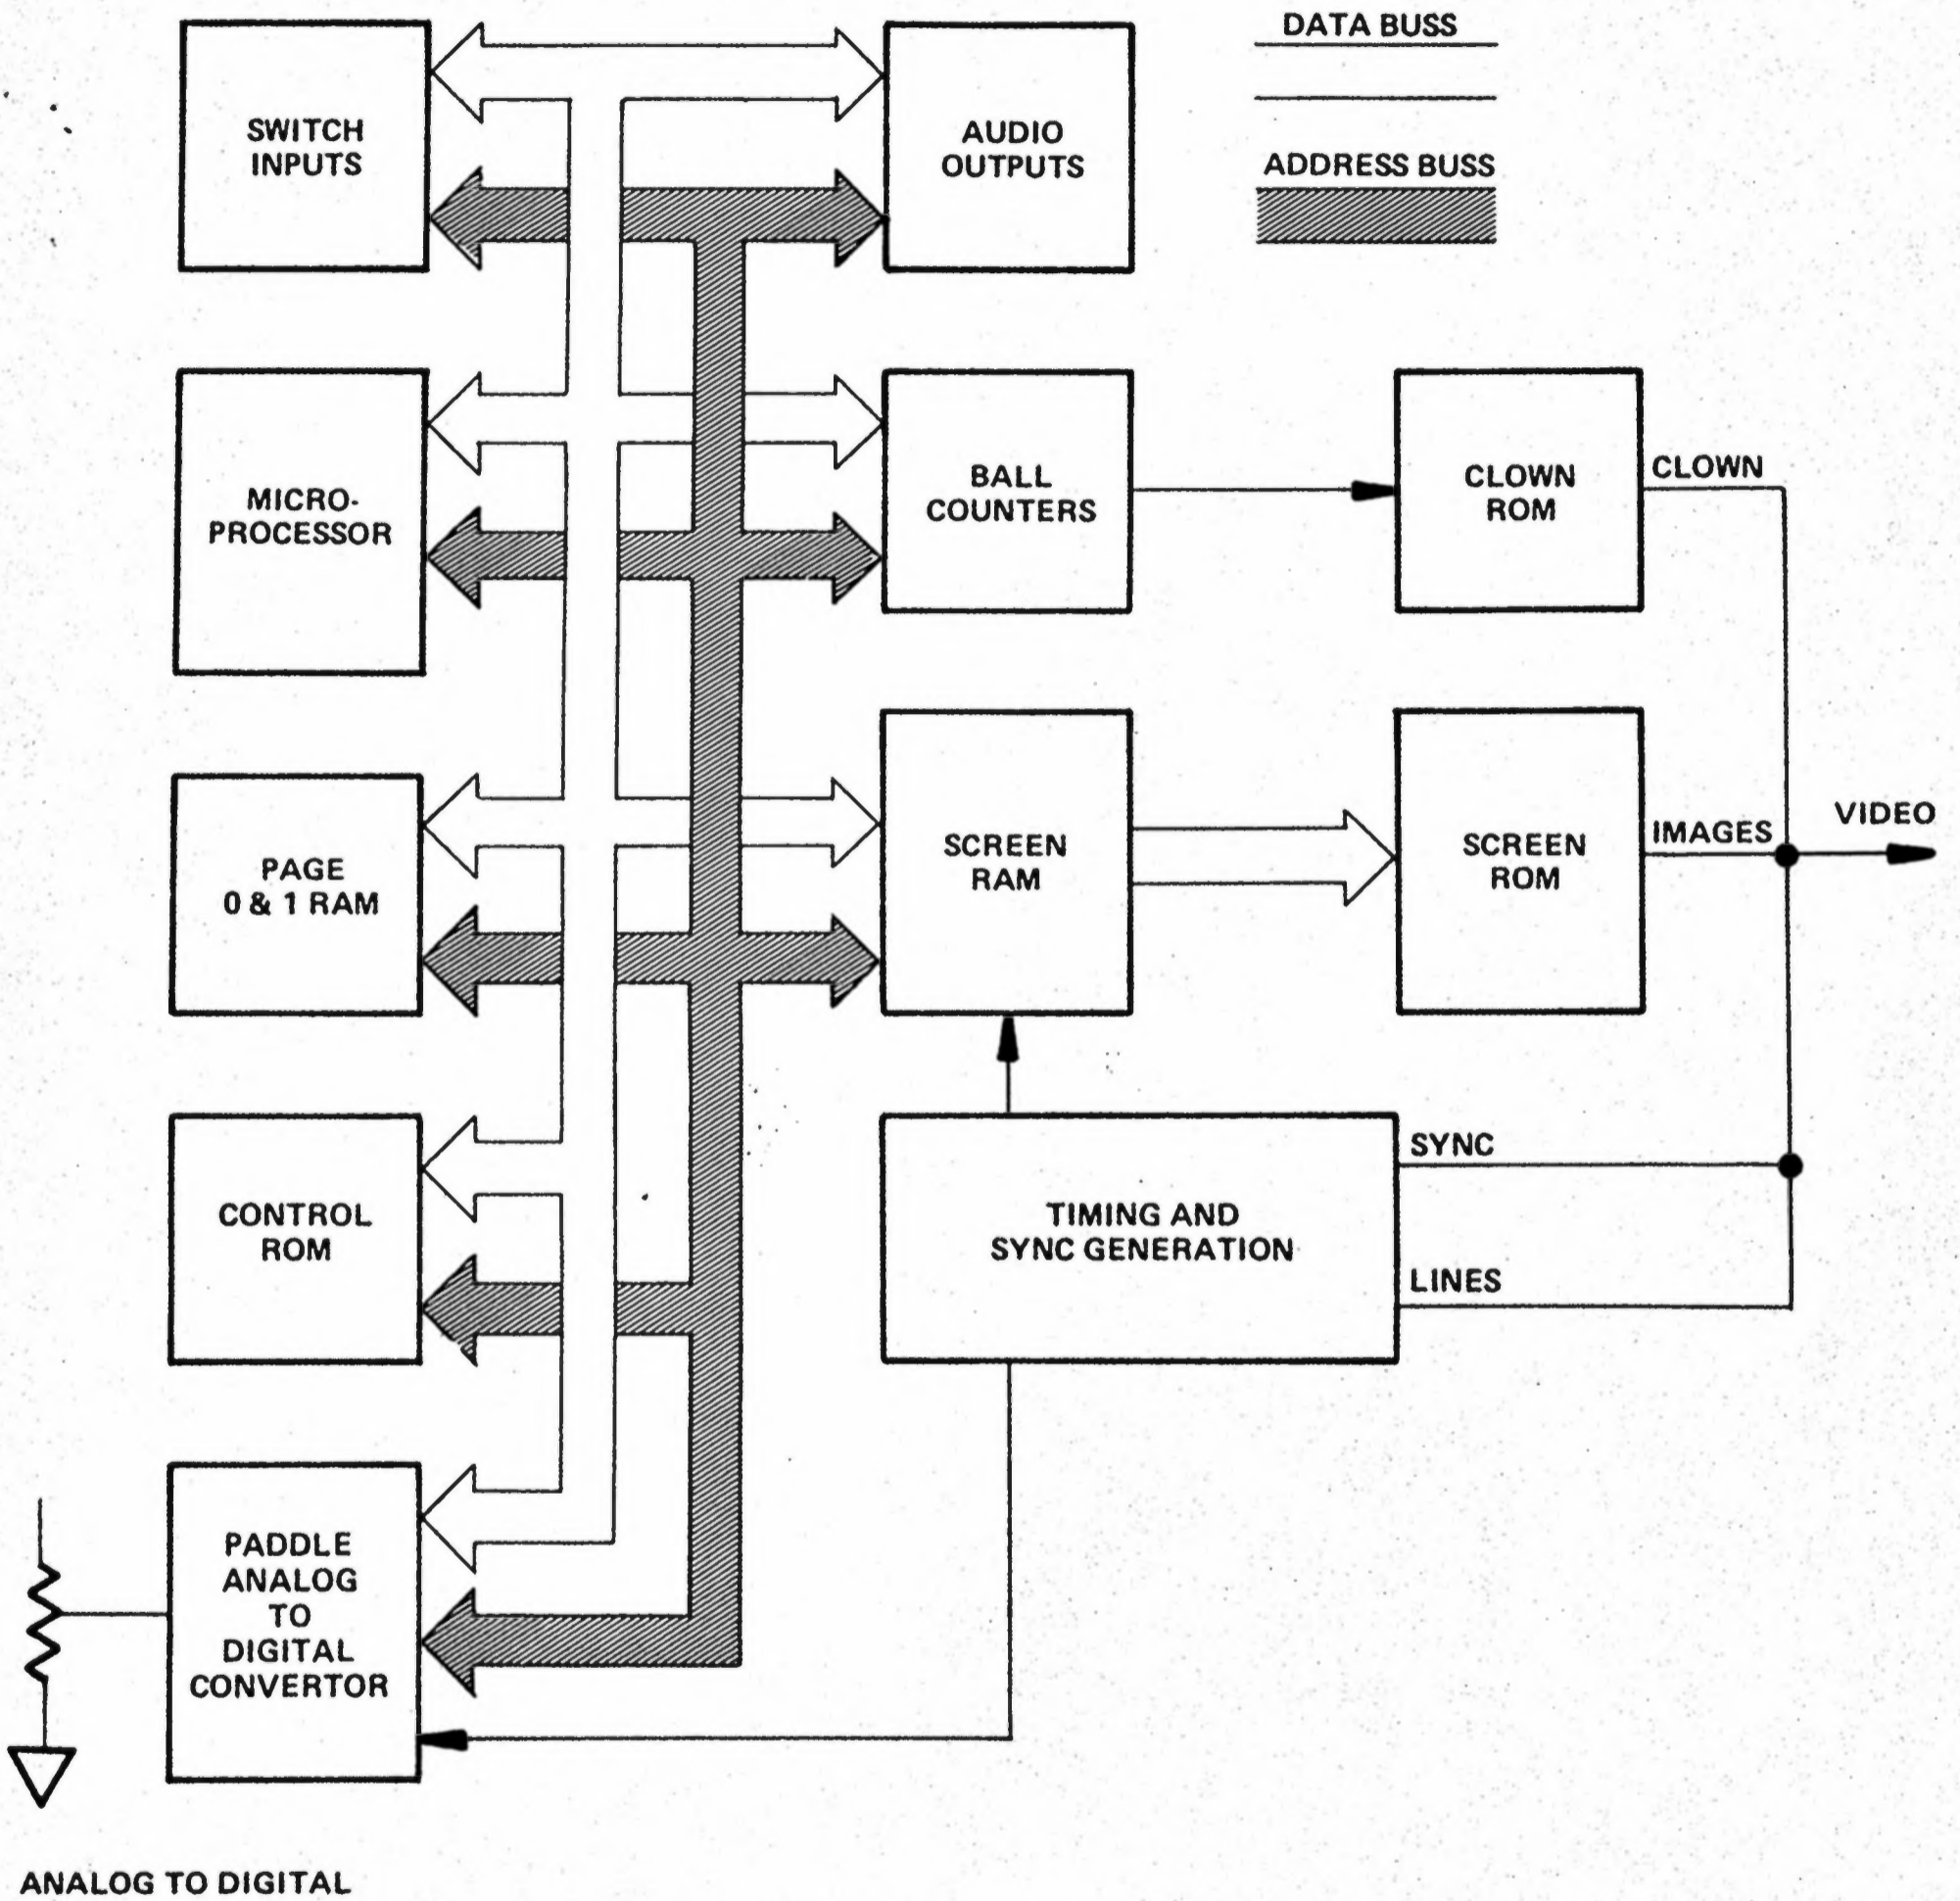 DATA BUSS
ADDRESS BUSS
SWITCH
INPUTS
AUDIO
OUTPUTS
MICRO-
PROCESSOR
BALL
COUNTERS
CLOWN
ROM
CLOWN
PAGE
0 & 1 RAM
SCREEN
RAM
SCREEN
ROM
IMAGES
VIDEO
CONTROL
ROM
TIMING AND
SYNC GENERATION
SYNC
LINES
PADDLE
ANALOG
TO
DIGITAL
CONVERTOR
ANALOG TO DIGITAL